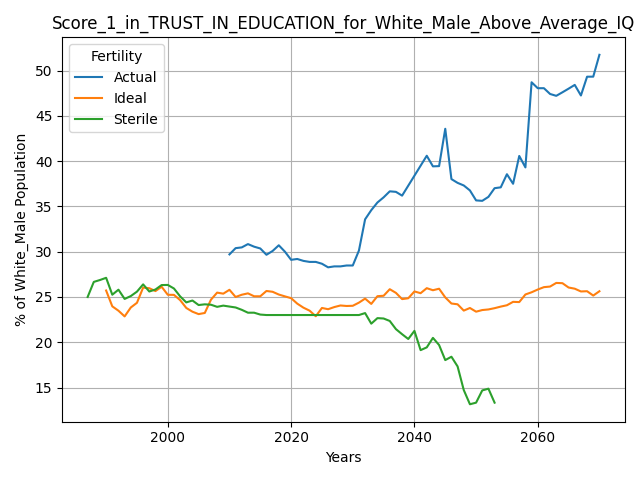 Score_1_in_TRUST_IN_EDUCATION_for_White_Male_Above_Average_IQ
Fertility
Actual
Ideal
Sterile
% of White_Male Population
50
45
40
35
30
25
20
15
2000
2020
2040
2060
Years